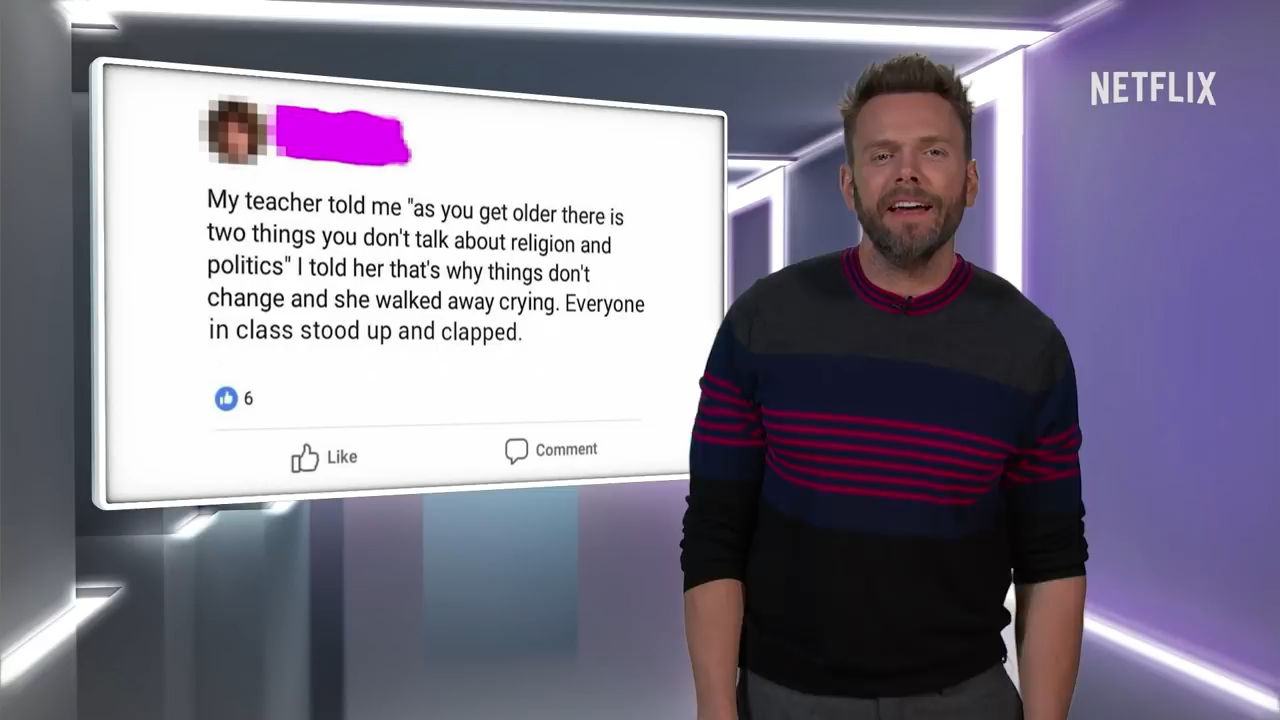 NETFLIX
My teacher told me "as you get older there is
two things you don't talk about religion and
politics" I told her that's why things don't
change and she walked away crying. Everyone
in class stood up and clapped.
6
Like
Comment